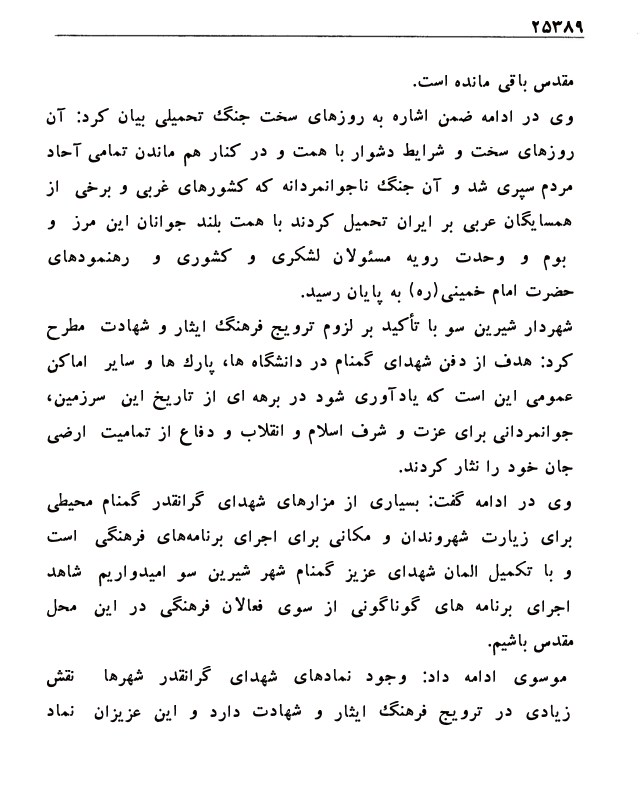 ۲۵۳۸۹
مقدس باقی مانده است.
وی در ادامه ضمن اشاره به روزهای سخت جنگ تحمیلی بیان کرد: آن
روزهای سخت و شرایط دشوار با همت و در کنار هم ماندن تمامی آحاد
مردم سپری شد و آن جنگ ناجوانمردانه که کشورهای غربی و برخی از
همسایگان عربی بر ایران تحمیل کردند با همت بلند جوانان این مرز و
بوم و وحدت رویه مسئولان لشکری و کشوری و رهنمودهای
حضرت امام خمینی(ره) به پایان رسید.
شهردار شیرین سو با تأکید بر لزوم ترویج فرهنگ ایثار و شهادت مطرح
کرد: هدف از دفن شهدای گمنام در دانشگاه ها، پارک ها و سایر اماکن
عمومی این است که یادآوری شود در برهه ای از تاریخ این سرزمین،
جوانمردانی برای عزت و شرف اسلام و انقلاب و دفاع از تمامیت ارضی
جان خود را نثار کردند.
وی در ادامه گفت: بسیاری از مزارهای شهدای گرانقدر گمنام محیطی
برای زیارت شهروندان و مکانی برای اجرای برنامه‌های فرهنگی است
و با تکمیل المان شهدای عزیز گمنام شهر شیرین سو امیدواریم شاهد
اجرای برنامه های گوناگونی از سوی فعالان فرهنگی در این محل
مقدس باشیم.
موسوی ادامه داد: وجود نمادهای شهدای گرانقدر شهرها نقش
زیادی در ترویج فرهنگ ایثار و شهادت دارد و این عزیزان نماد